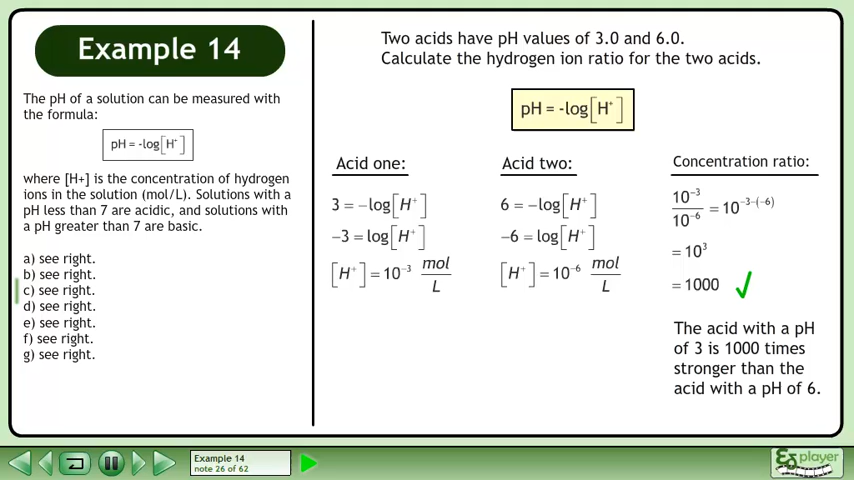 Example 14
The pH of a solution can be measured with
the formula:
pH = -log[H⁺]
where [H+] is the concentration of hydrogen
ions in the solution (mol/L). Solutions with a
pH less than 7 are acidic, and solutions with
a pH greater than 7 are basic.
a) see right.
b) see right.
c) see right.
d) see right.
e) see right.
f) see right.
g) see right.
Two acids have pH values of 3.0 and 6.0.
Calculate the hydrogen ion ratio for the two acids.
pH = -log[H⁺]
Acid one:
3 = -log[H⁺]
-3 = log[H⁺]
[H⁺] = 10⁻³ mol/L
Acid two:
6 = -log[H⁺]
-6 = log[H⁺]
[H⁺] = 10⁻⁶ mol/L
Concentration ratio:
10⁻³/10⁻⁶ = 10⁻³⁻⁽⁻⁶⁾
= 10³
= 1000
The acid with a pH
of 3 is 1000 times
stronger than the
acid with a pH of 6.
Example 14
note 26 of 62
player